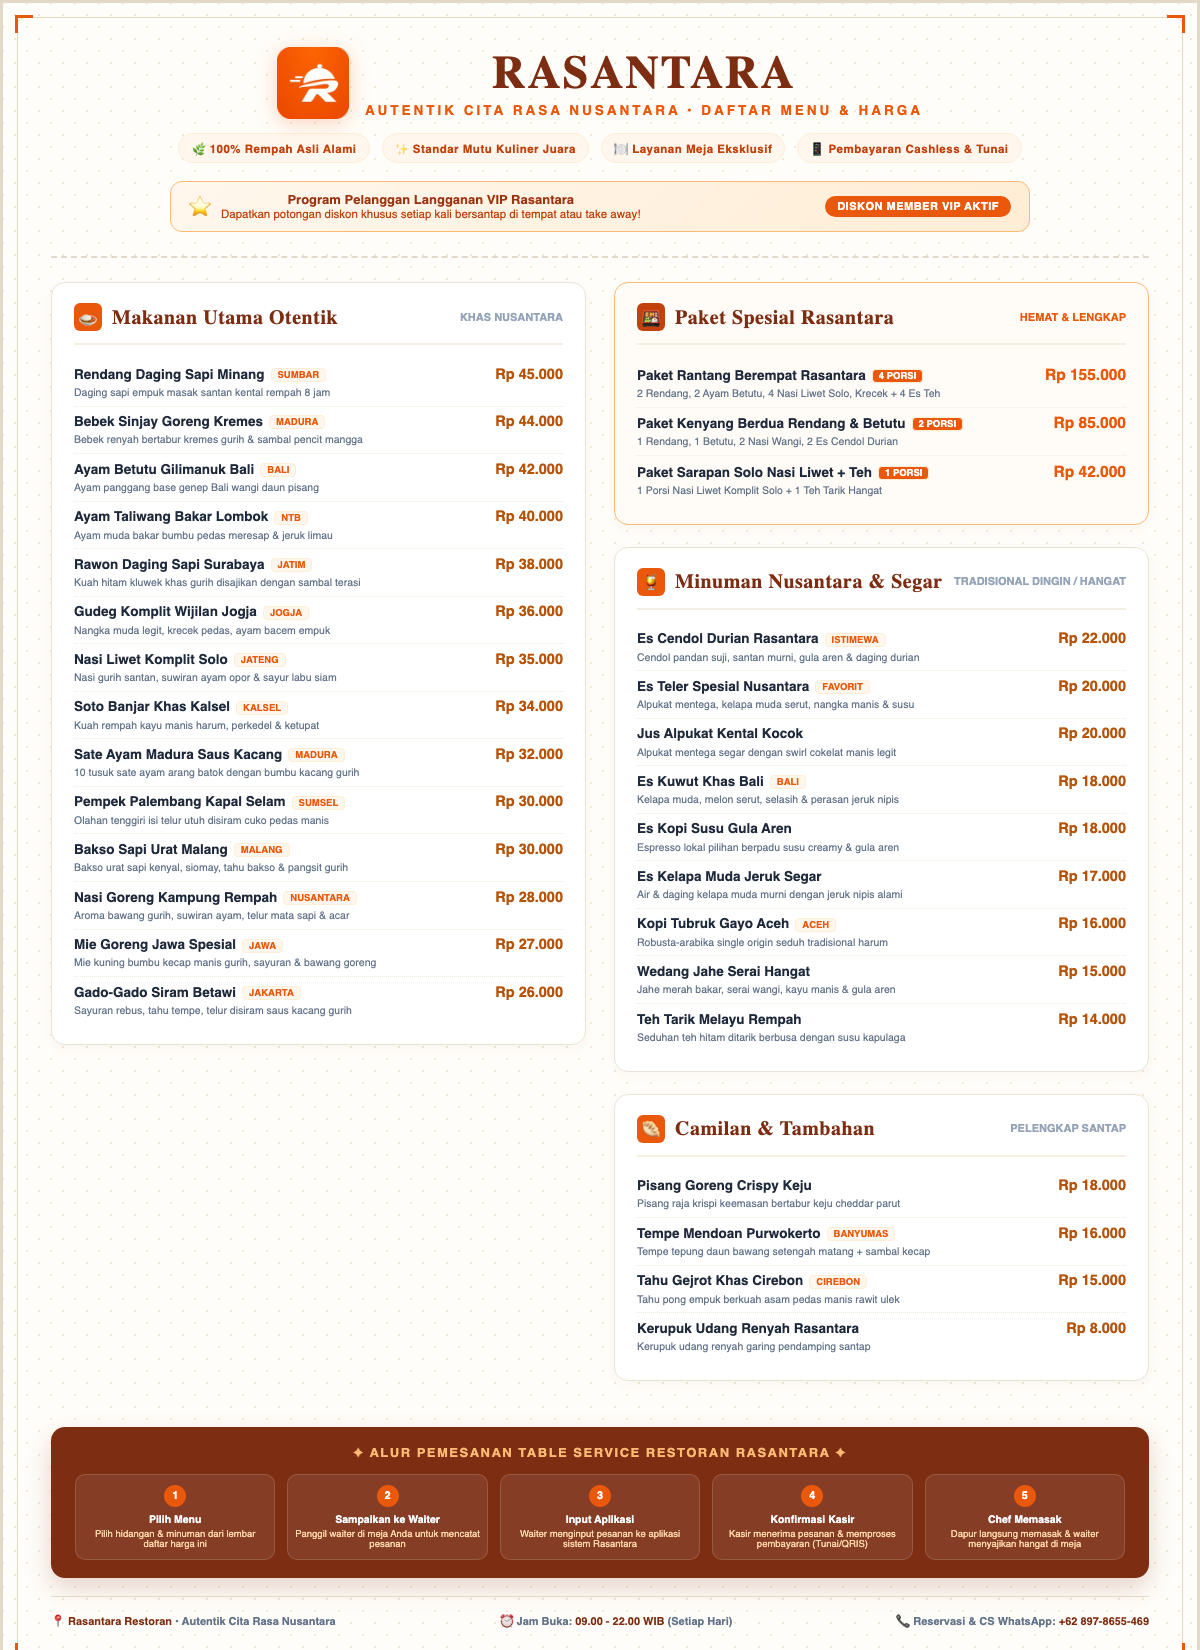 RASANTARA
AUTENTIK CITA RASA NUSANTARA • DAFTAR MENU & HARGA
🌿 100% Rempah Asli Alami
✨ Standar Mutu Kuliner Juara
🍽️ Layanan Meja Eksklusif
📱 Pembayaran Cashless & Tunai
Program Pelanggan Langganan VIP Rasantara
Dapatkan potongan diskon khusus setiap kali bersantap di tempat atau take away!
DISKON MEMBER VIP AKTIF
Makanan Utama Otentik
KHAS NUSANTARA
Rendang Daging Sapi Minang SUMBAR Rp 45.000
Daging sapi empuk masak santan kental rempah 8 jam
Bebek Sinjay Goreng Kremes MADURA Rp 44.000
Bebek renyah bertabur kremes gurih & sambal pencit mangga
Ayam Betutu Gilimanuk Bali BALI Rp 42.000
Ayam panggang base genep Bali wangi daun pisang
Ayam Taliwang Bakar Lombok NTB Rp 40.000
Ayam muda bakar bumbu pedas meresap & jeruk limau
Rawon Daging Sapi Surabaya JATIM Rp 38.000
Kuah hitam kluwek khas gurih disajikan dengan sambal terasi
Gudeg Komplit Wijilan Jogja JOGJA Rp 36.000
Nangka muda legit, krecek pedas, ayam bacem empuk
Nasi Liwet Komplit Solo JATENG Rp 35.000
Nasi gurih santan, suwiran ayam opor & sayur labu siam
Soto Banjar Khas Kalsel KALSEL Rp 34.000
Kuah rempah kayu manis harum, perkedel & ketupat
Sate Ayam Madura Saus Kacang MADURA Rp 32.000
10 tusuk sate ayam arang batok dengan bumbu kacang gurih
Pempek Palembang Kapal Selam SUMSEL Rp 30.000
Olahan tenggiri isi telur utuh disiram cuko pedas manis
Bakso Sapi Urat Malang MALANG Rp 30.000
Bakso urat sapi kenyal, siomay, tahu bakso & pangsit gurih
Nasi Goreng Kampung Rempah NUSANTARA Rp 28.000
Aroma bawang gurih, suwiran ayam, telur mata sapi & acar
Mie Goreng Jawa Spesial JAWA Rp 27.000
Mie kuning bumbu kecap manis gurih, sayuran & bawang goreng
Gado-Gado Siram Betawi JAKARTA Rp 26.000
Sayuran rebus, tahu tempe, telur disiram saus kacang gurih
Paket Spesial Rasantara
HEMAT & LENGKAP
Paket Rantang Berempat Rasantara 4 PORSI Rp 155.000
2 Rendang, 2 Ayam Betutu, 4 Nasi Liwet Solo, Krecek + 4 Es Teh
Paket Kenyang Berdua Rendang & Betutu 2 PORSI Rp 85.000
1 Rendang, 1 Betutu, 2 Nasi Wangi, 2 Es Cendol Durian
Paket Sarapan Solo Nasi Liwet + Teh 1 PORSI Rp 42.000
1 Porsi Nasi Liwet Komplit Solo + 1 Teh Tarik Hangat
Minuman Nusantara & Segar
TRADISIONAL DINGIN / HANGAT
Es Cendol Durian Rasantara ISTIMEWA Rp 22.000
Cendol pandan suji, santan murni, gula aren & daging durian
Es Teler Spesial Nusantara FAVORIT Rp 20.000
Alpukat mentega, kelapa muda serut, nangka manis & susu
Jus Alpukat Kental Kocok Rp 20.000
Alpukat mentega segar dengan swirl cokelat manis legit
Es Kuwut Khas Bali BALI Rp 18.000
Kelapa muda, melon serut, selasih & perasan jeruk nipis
Es Kopi Susu Gula Aren Rp 18.000
Espresso lokal pilihan berpadu susu creamy & gula aren
Es Kelapa Muda Jeruk Segar Rp 17.000
Air & daging kelapa muda murni dengan jeruk nipis alami
Kopi Tubruk Gayo Aceh ACEH Rp 16.000
Robusta-arabika single origin seduh tradisional harum
Wedang Jahe Serai Hangat Rp 15.000
Jahe merah bakar, serai wangi, kayu manis & gula aren
Teh Tarik Melayu Rempah Rp 14.000
Seduhan teh hitam ditarik berbusa dengan susu kapulaga
Camilan & Tambahan
PELENGKAP SANTAP
Pisang Goreng Crispy Keju Rp 18.000
Pisang raja krispi keemasan bertabur keju cheddar parut
Tempe Mendoan Purwokerto BANYUMAS Rp 16.000
Tempe tepung daun bawang setengah matang + sambal kecap
Tahu Gejrot Khas Cirebon CIREBON Rp 15.000
Tahu pong empuk berkuah asam pedas manis rawit ulek
Kerupuk Udang Renyah Rasantara Rp 8.000
Kerupuk udang renyah garing pendamping santap
✦ ALUR PEMESANAN TABLE SERVICE RESTORAN RASANTARA ✦
1
Pilih Menu
Pilih hidangan & minuman dari lembar
daftar harga ini
2
Sampaikan ke Waiter
Panggil waiter di meja Anda untuk mencatat
pesanan
3
Input Aplikasi
Waiter menginput pesanan ke aplikasi
sistem Rasantara
4
Konfirmasi Kasir
Kasir menerima pesanan & memproses
pembayaran (Tunai/QRIS)
5
Chef Memasak
Dapur langsung memasak & waiter
menyajikan hangat di meja
📍 Rasantara Restoran • Autentik Cita Rasa Nusantara
⏰ Jam Buka: 09.00 - 22.00 WIB (Setiap Hari)
📞 Reservasi & CS WhatsApp: +62 897-8655-469